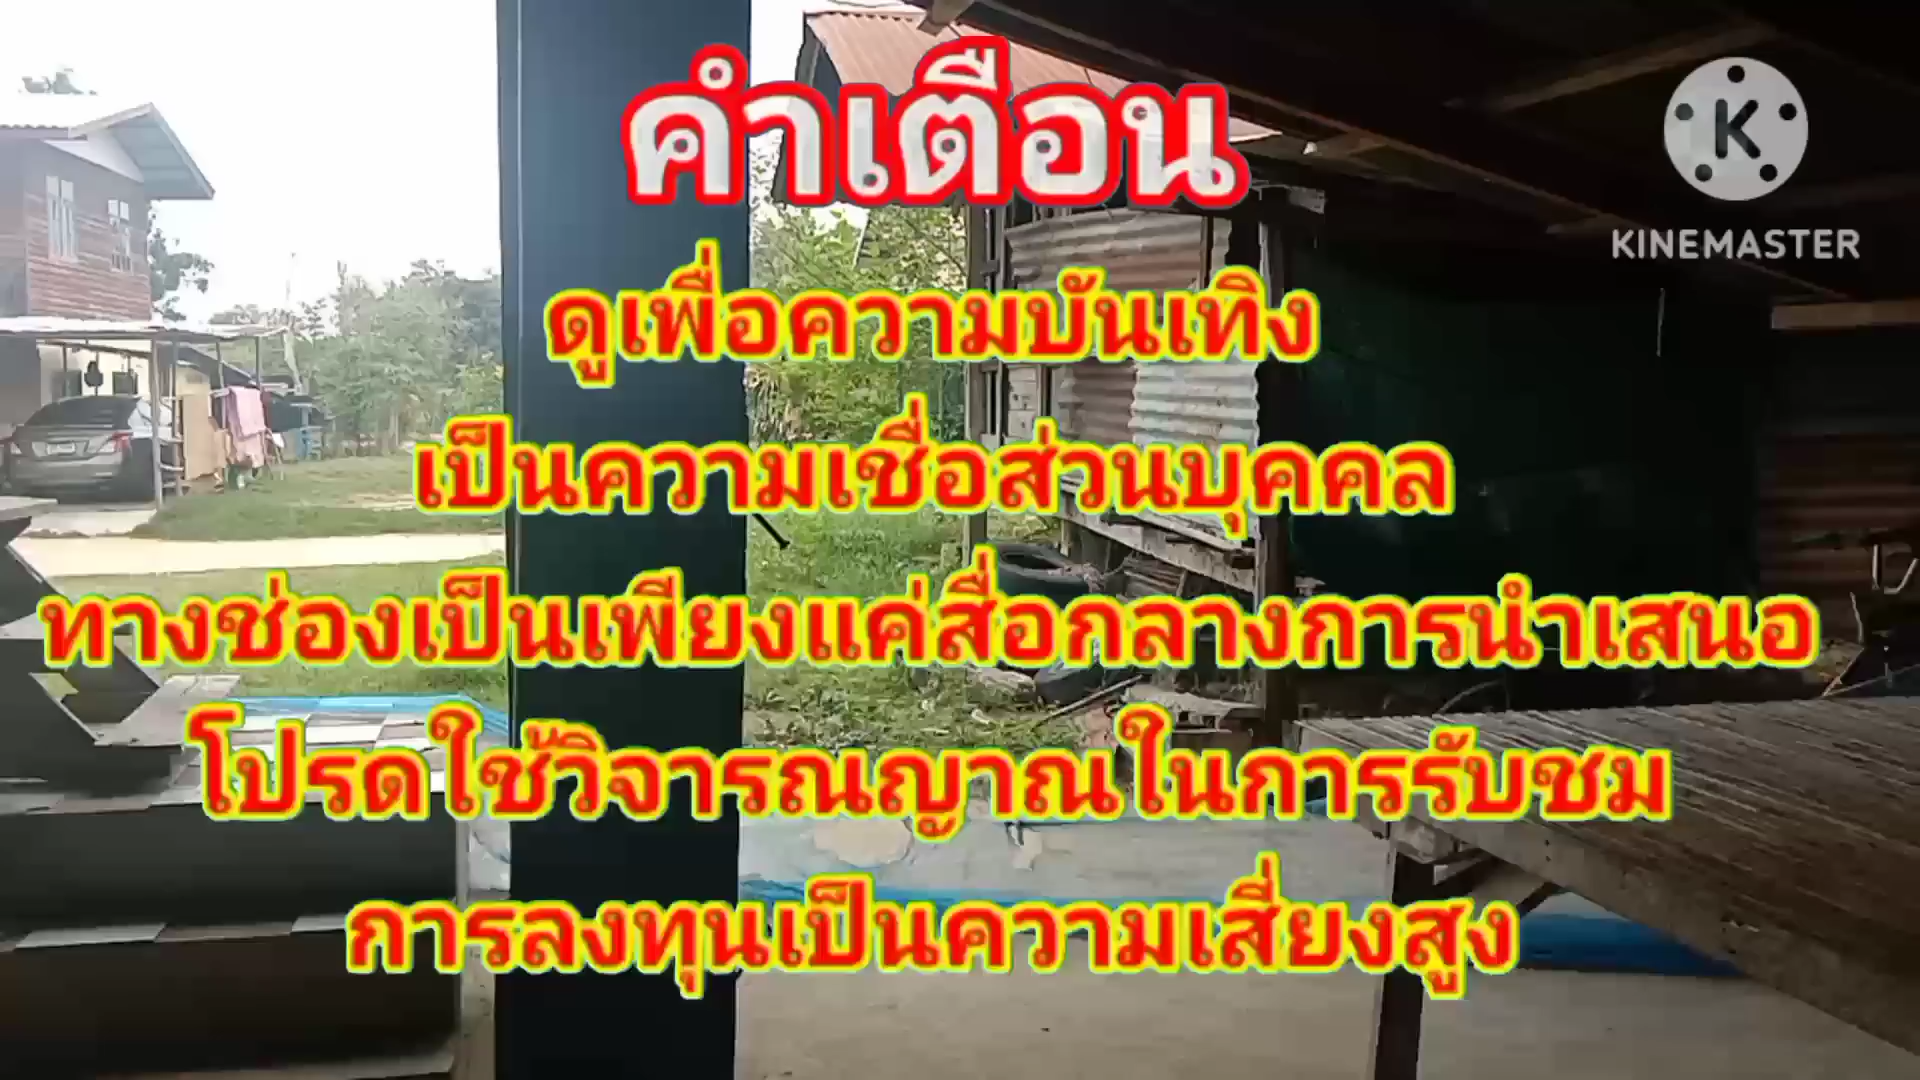 คำเตือน
KINEMASTER
ดูเพื่อความบันเทิง
เป็นความเชื่อส่วนบุคคล
ทางช่องเป็นเพียงแค่สื่อกลางการนำเสนอ
โปรดใช้วิจารณญาณในการรับชม
การลงทุนเป็นความเสี่ยงสูง